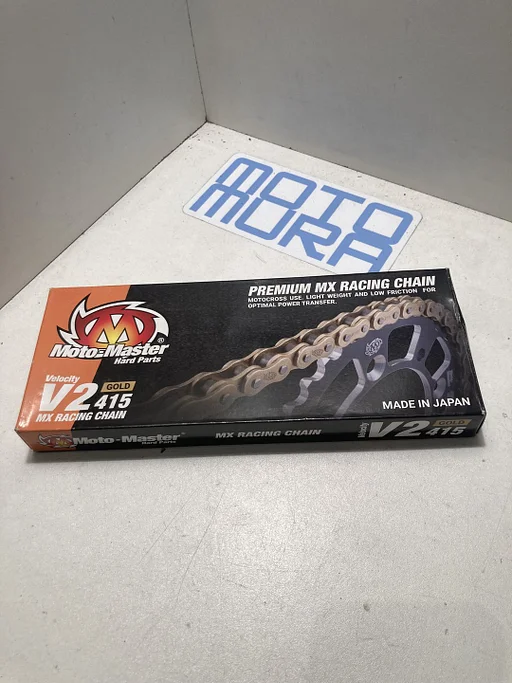 MOTO
MORA
PREMIUM MX RACING CHAIN
MOTOCROSS USE. LIGHT WEIGHT AND LOW FRICTION FOR
OPTIMAL POWER TRANSFER.
M
Moto-Master®
Hard Parts
Velocity
V2 GOLD 415
MX RACING CHAIN
MADE IN JAPAN
Moto-Master®
Hard Parts
MX RACING CHAIN
Velocity V2 GOLD 415